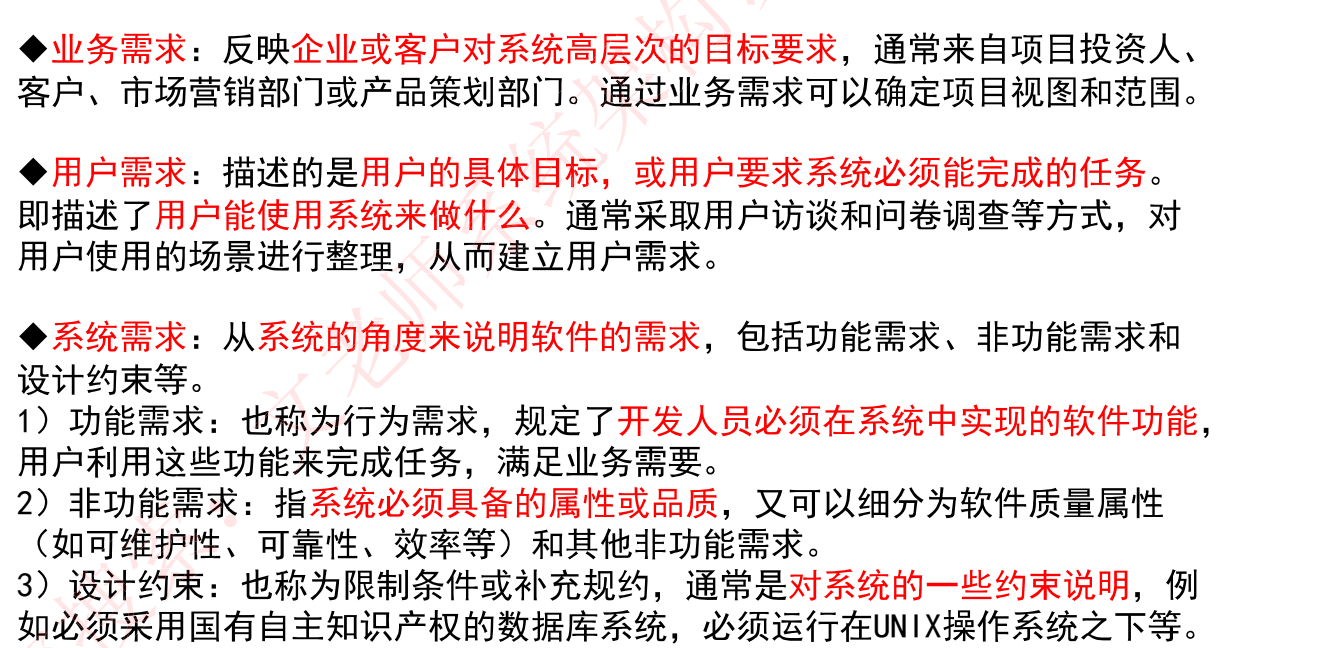 ◆业务需求：反映企业或客户对系统高层次的目标要求，通常来自项目投资人、
客户、市场营销部门或产品策划部门。通过业务需求可以确定项目视图和范围。
◆用户需求：描述的是用户的具体目标，或用户要求系统必须能完成的任务。
即描述了用户能使用系统来做什么。通常采取用户访谈和问卷调查等方式，对
用户使用的场景进行整理，从而建立用户需求。
◆系统需求：从系统的角度来说明软件的需求，包括功能需求、非功能需求和
设计约束等。
1）功能需求：也称为行为需求，规定了开发人员必须在系统中实现的软件功能，
用户利用这些功能来完成任务，满足业务需要。
2）非功能需求：指系统必须具备的属性或品质，又可以细分为软件质量属性
（如可维护性、可靠性、效率等）和其他非功能需求。
3）设计约束：也称为限制条件或补充规约，通常是对系统的一些约束说明，例
如必须采用国有自主知识产权的数据库系统，必须运行在UNIX操作系统之下等。
搜索：文老师系统架构